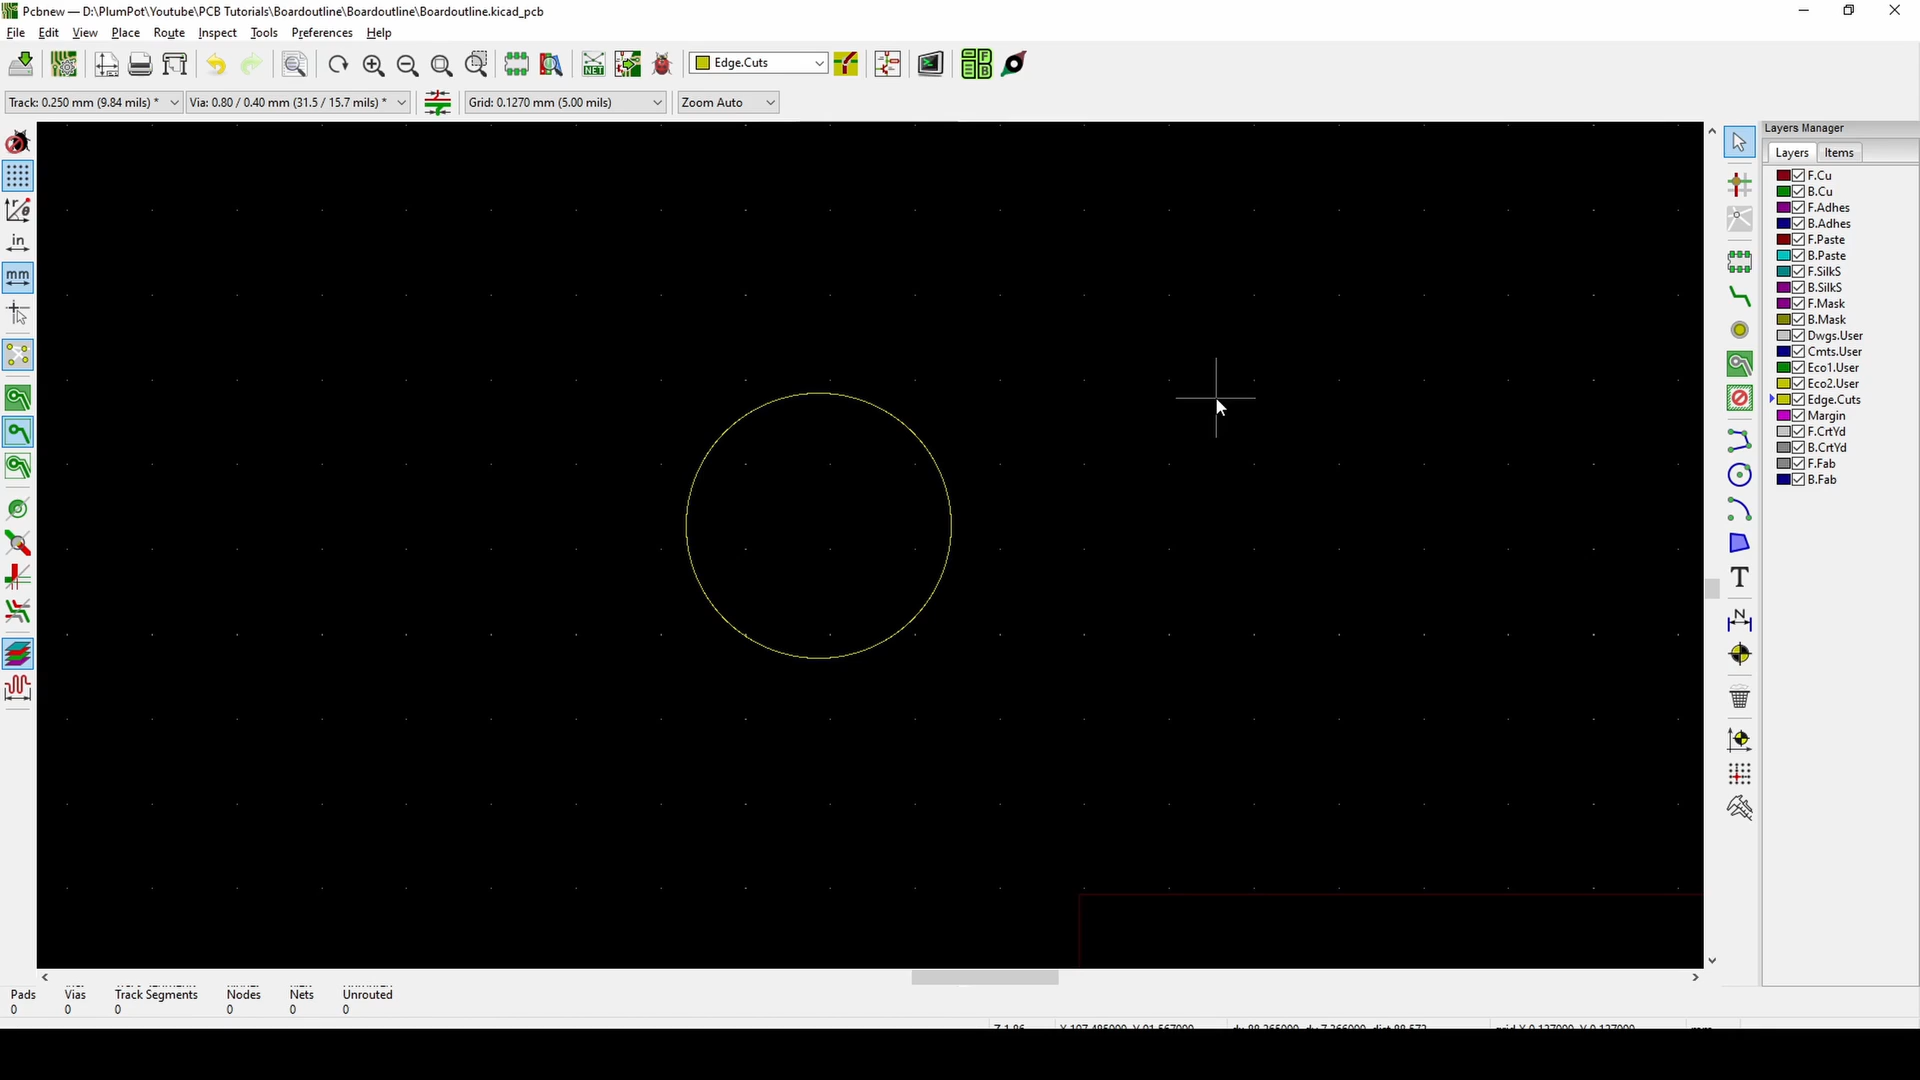 Pcbnew — D:\PlumPot\Youtube\PCB Tutorials\Boardoutline\Boardoutline\Boardoutline.kicad_pcb
File Edit View Place Route Inspect Tools Preferences Help
NET Edge.Cuts
Track: 0.250 mm (9.84 mils) * Via: 0.80 / 0.40 mm (31.5 / 15.7 mils) * Grid: 0.1270 mm (5.00 mils) Zoom Auto
in
mm
T
N
Layers Manager
Layers Items
F.Cu
B.Cu
F.Adhes
B.Adhes
F.Paste
B.Paste
F.SilkS
B.SilkS
F.Mask
B.Mask
Dwgs.User
Cmts.User
Eco1.User
Eco2.User
Edge.Cuts
Margin
F.CrtYd
B.CrtYd
F.Fab
B.Fab
Pads Vias Track Segments Nodes Nets Unrouted
0 0 0 0 0 0